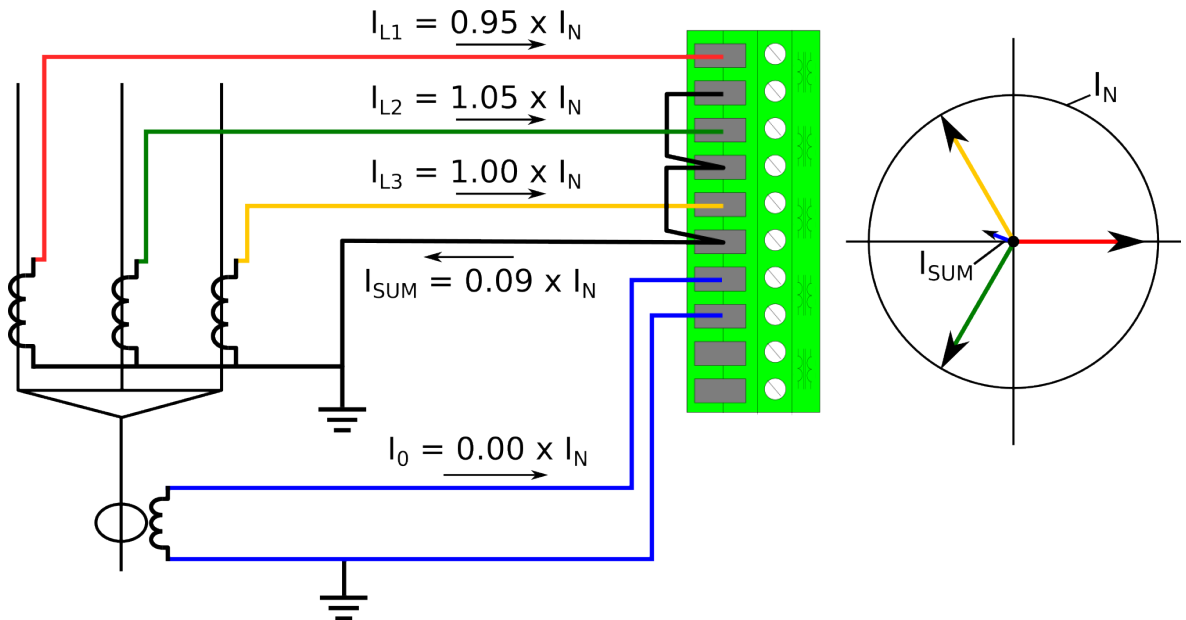 I_L1 = 0.95 x I_N
I_L2 = 1.05 x I_N
I_L3 = 1.00 x I_N
I_SUM = 0.09 x I_N
I_0 = 0.00 x I_N
I_N
I_SUM